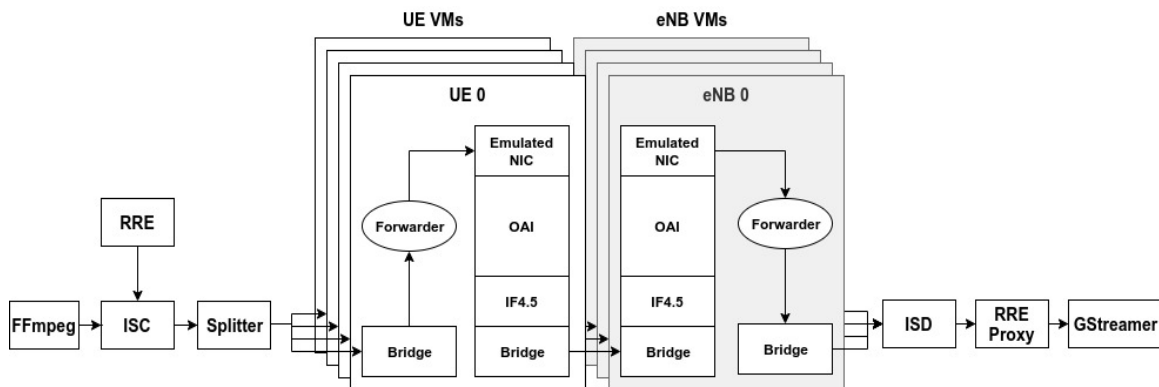 UE VMs
eNB VMs
UE 0
eNB 0
Emulated
NIC
Emulated
NIC
Forwarder
OAI
OAI
Forwarder
RRE
IF4.5
IF4.5
FFmpeg
ISC
Splitter
Bridge
Bridge
Bridge
Bridge
ISD
RRE
Proxy
GStreamer